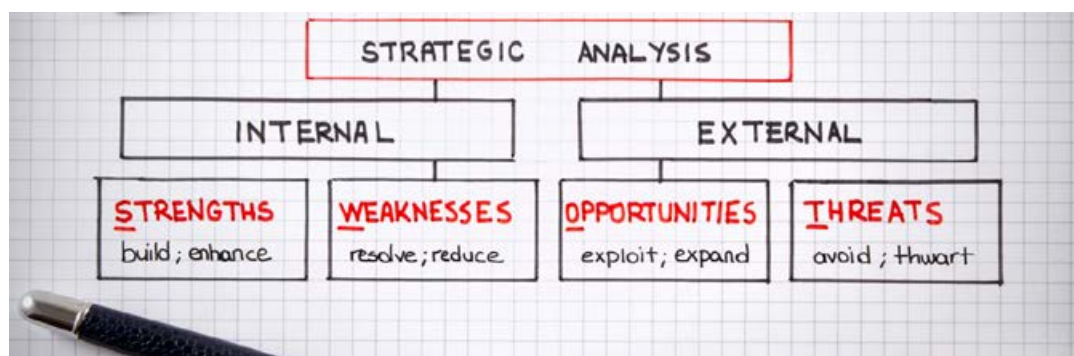 STRATEGIC ANALYSIS
INTERNAL
EXTERNAL
STRENGTHS
build; enhance
WEAKNESSES
resolve; reduce
OPPORTUNITIES
exploit; expand
THREATS
avoid; thwart